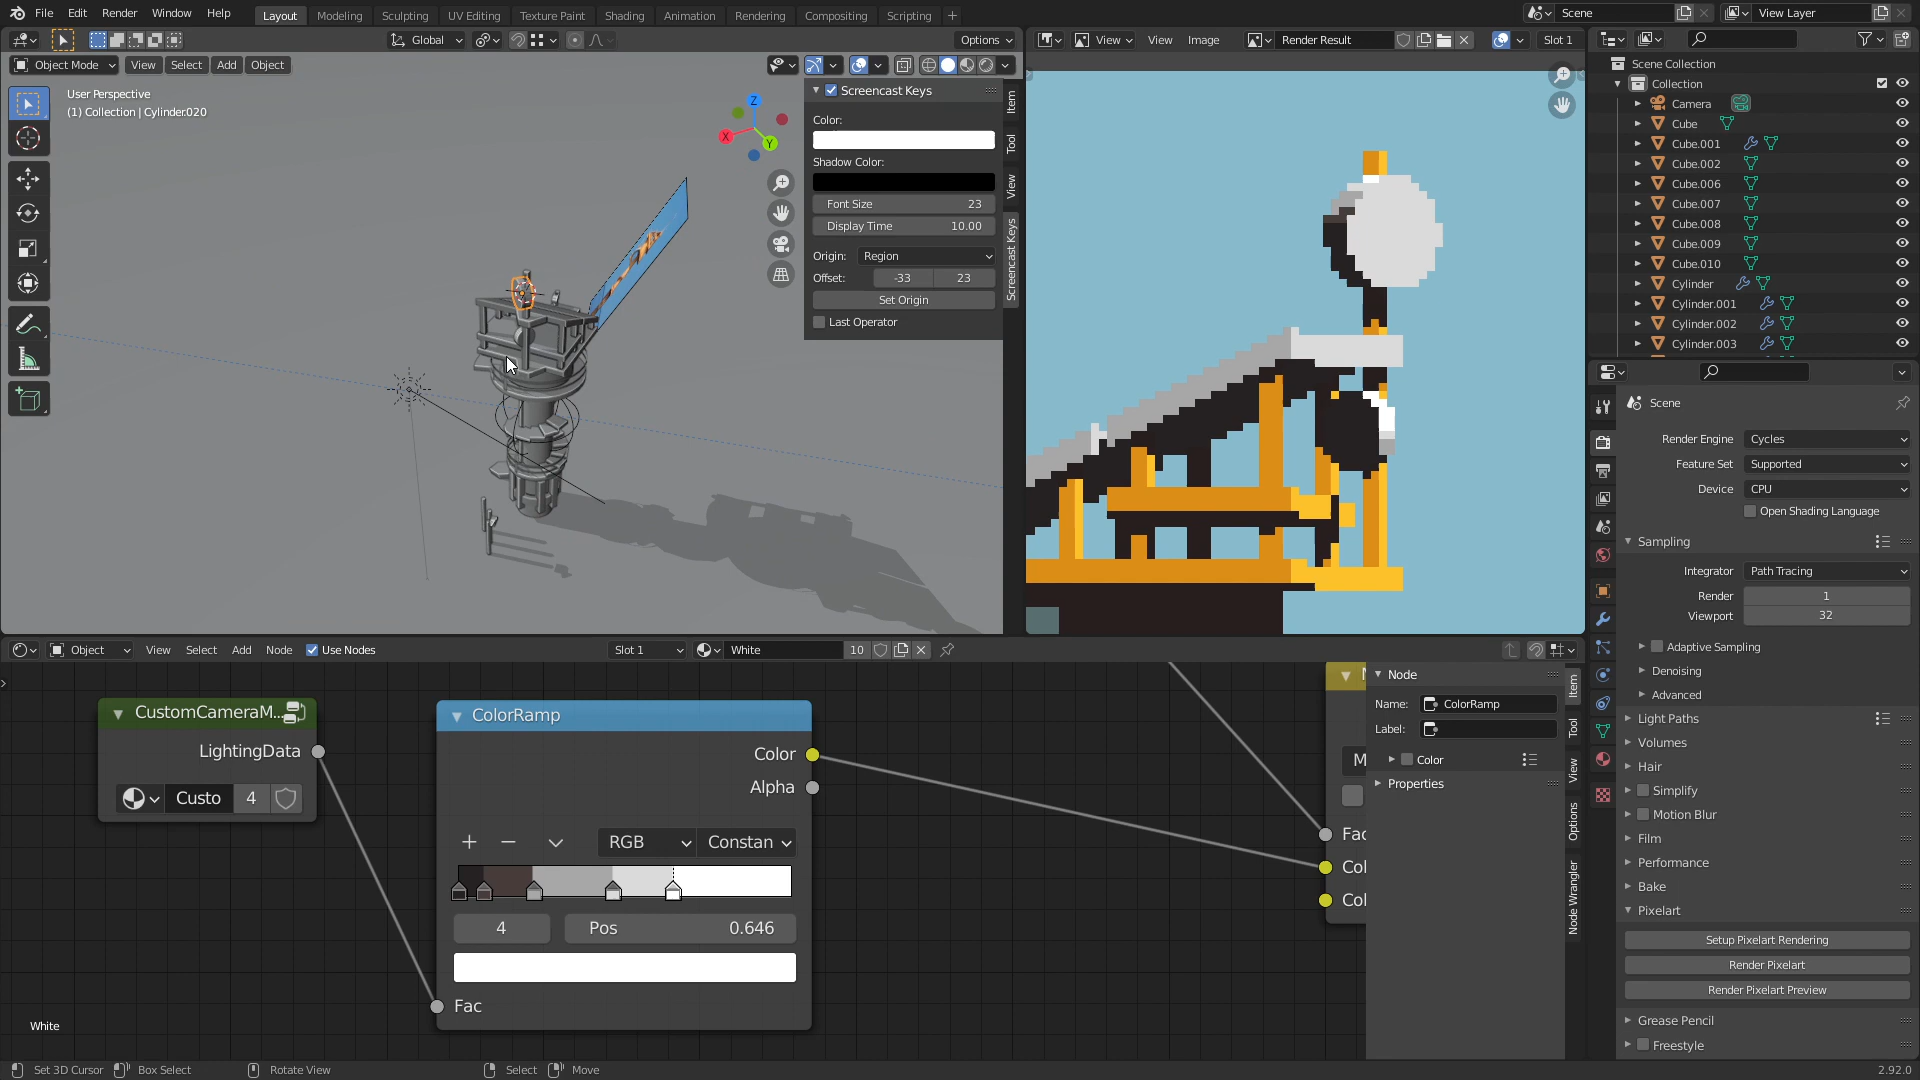 File Edit Render Window Help Layout Modeling Sculpting UV Editing Texture Paint Shading Animation Rendering Compositing Scripting + Scene View Layer
Global Options View View Image Render Result Slot 1
Object Mode View Select Add Object
User Perspective
(1) Collection | Cylinder.020
Z
X
Y
Screencast Keys
Color:
Shadow Color:
Font Size 23
Display Time 10.00
Origin: Region
Offset: -33 23
Set Origin
Last Operator
Item
Tool
View
Screencast Keys
Scene Collection
Collection
Camera
Cube
Cube.001
Cube.002
Cube.006
Cube.007
Cube.008
Cube.009
Cube.010
Cylinder
Cylinder.001
Cylinder.002
Cylinder.003
Scene
Render Engine Cycles
Feature Set Supported
Device CPU
Open Shading Language
Sampling
Integrator Path Tracing
Render 1
Viewport 32
Adaptive Sampling
Denoising
Advanced
Light Paths
Volumes
Hair
Simplify
Motion Blur
Film
Performance
Bake
Pixelart
Setup Pixelart Rendering
Render Pixelart
Render Pixelart Preview
Grease Pencil
Freestyle
Object View Select Add Node Use Nodes Slot 1 White 10
CustomCameraM...
LightingData
Custo 4
ColorRamp
Color
Alpha
RGB Constan
4 Pos 0.646
Fac
M
Fac
Col
Col
Node
Name: ColorRamp
Label:
Color
Properties
Item
Tool
View
Options
Node Wrangler
White
Set 3D Cursor Box Select Rotate View Select Move 2.92.0